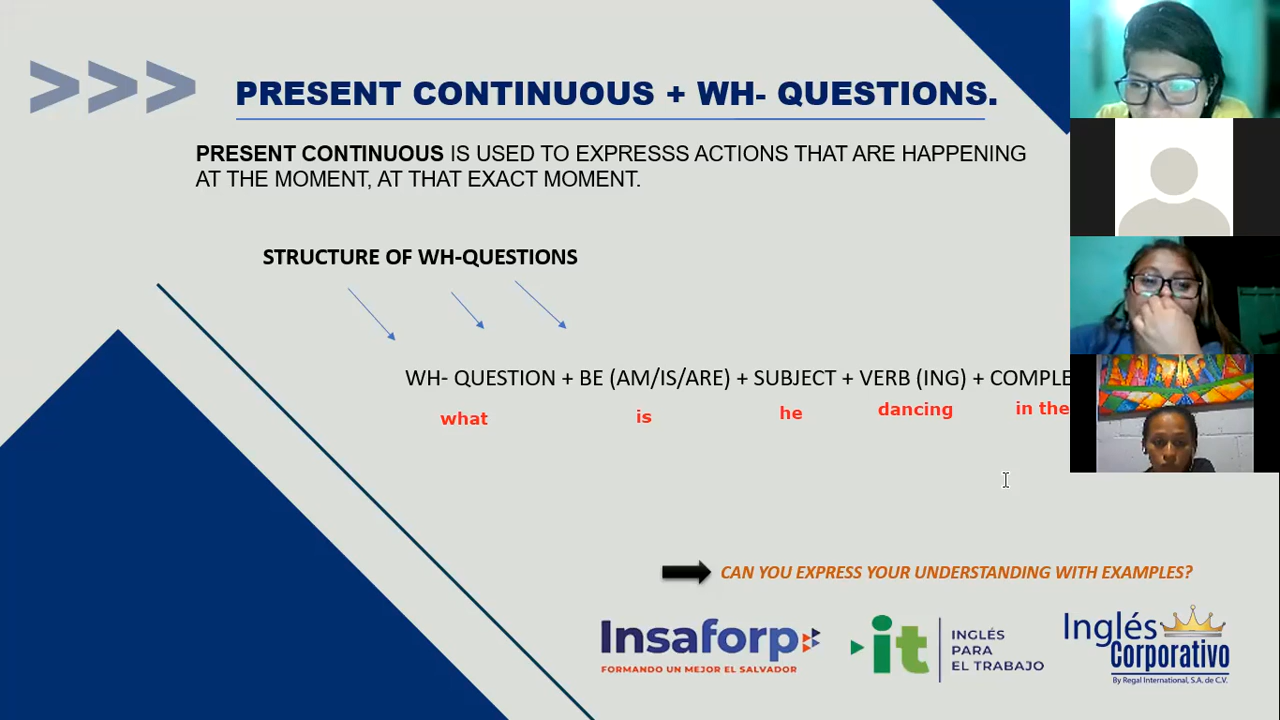 >>> PRESENT CONTINUOUS + WH- QUESTIONS.
PRESENT CONTINUOUS IS USED TO EXPRESSS ACTIONS THAT ARE HAPPENING
AT THE MOMENT, AT THAT EXACT MOMENT.
STRUCTURE OF WH-QUESTIONS
WH- QUESTION + BE (AM/IS/ARE) + SUBJECT + VERB (ING) + COMPLE
what is he dancing in the
CAN YOU EXPRESS YOUR UNDERSTANDING WITH EXAMPLES?
Insaforp
FORMANDO UN MEJOR EL SALVADOR
it
INGLÉS
PARA
EL TRABAJO
Inglés
Corporativo
By Regal International, S.A. de C.V.